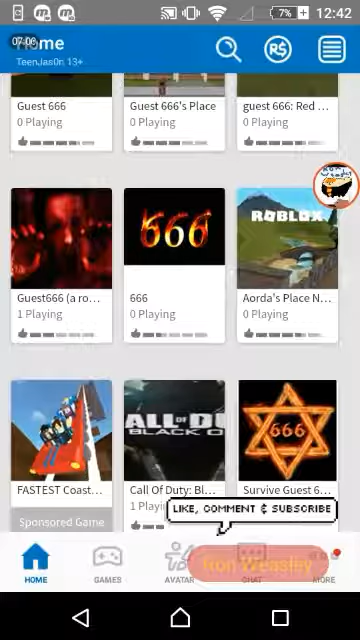 7% 12:42
07:06
Home
TeenJas0n 13+
R$
Guest 666
0 Playing
Guest 666's Place
0 Playing
guest 666: Red ...
0 Playing
Guest666 (a ro...
1 Playing
666
666
0 Playing
ROBLOX
Aorda's Place N...
0 Playing
FASTEST Coast...
Sponsored Game
ALL OF DU
BLACK O
Call Of Duty: Bl...
1 Playi
666
Survive Guest 6...
LIKE, COMMENT & SUBSCRIBE
Ron Weasley
HOME
GAMES
AVATAR
CHAT
MORE